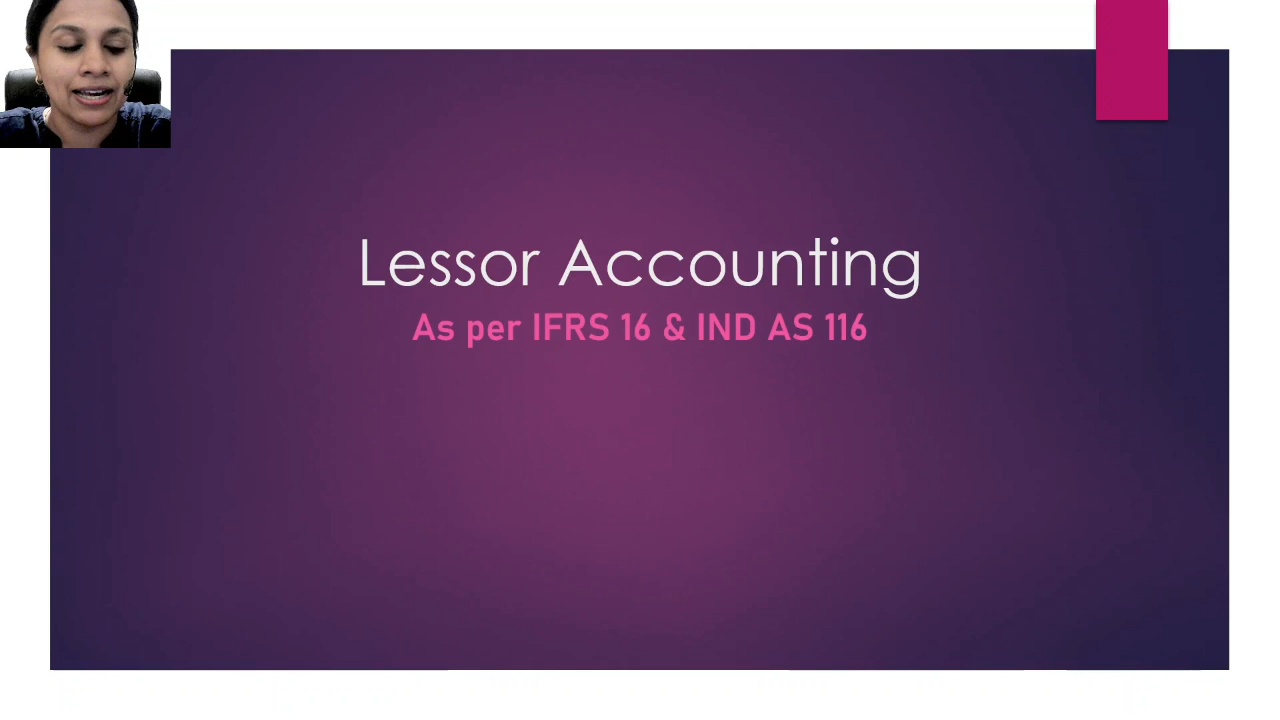 Lessor Accounting
As per IFRS 16 & IND AS 116